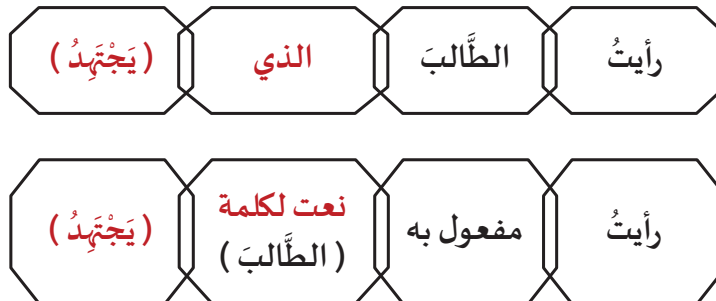 رأيتُ الطَّالبَ الذي ( يَجْتَهِدُ )
رأيتُ مفعول به نعت لكلمة ( الطَّالبَ ) ( يَجْتَهِدُ )